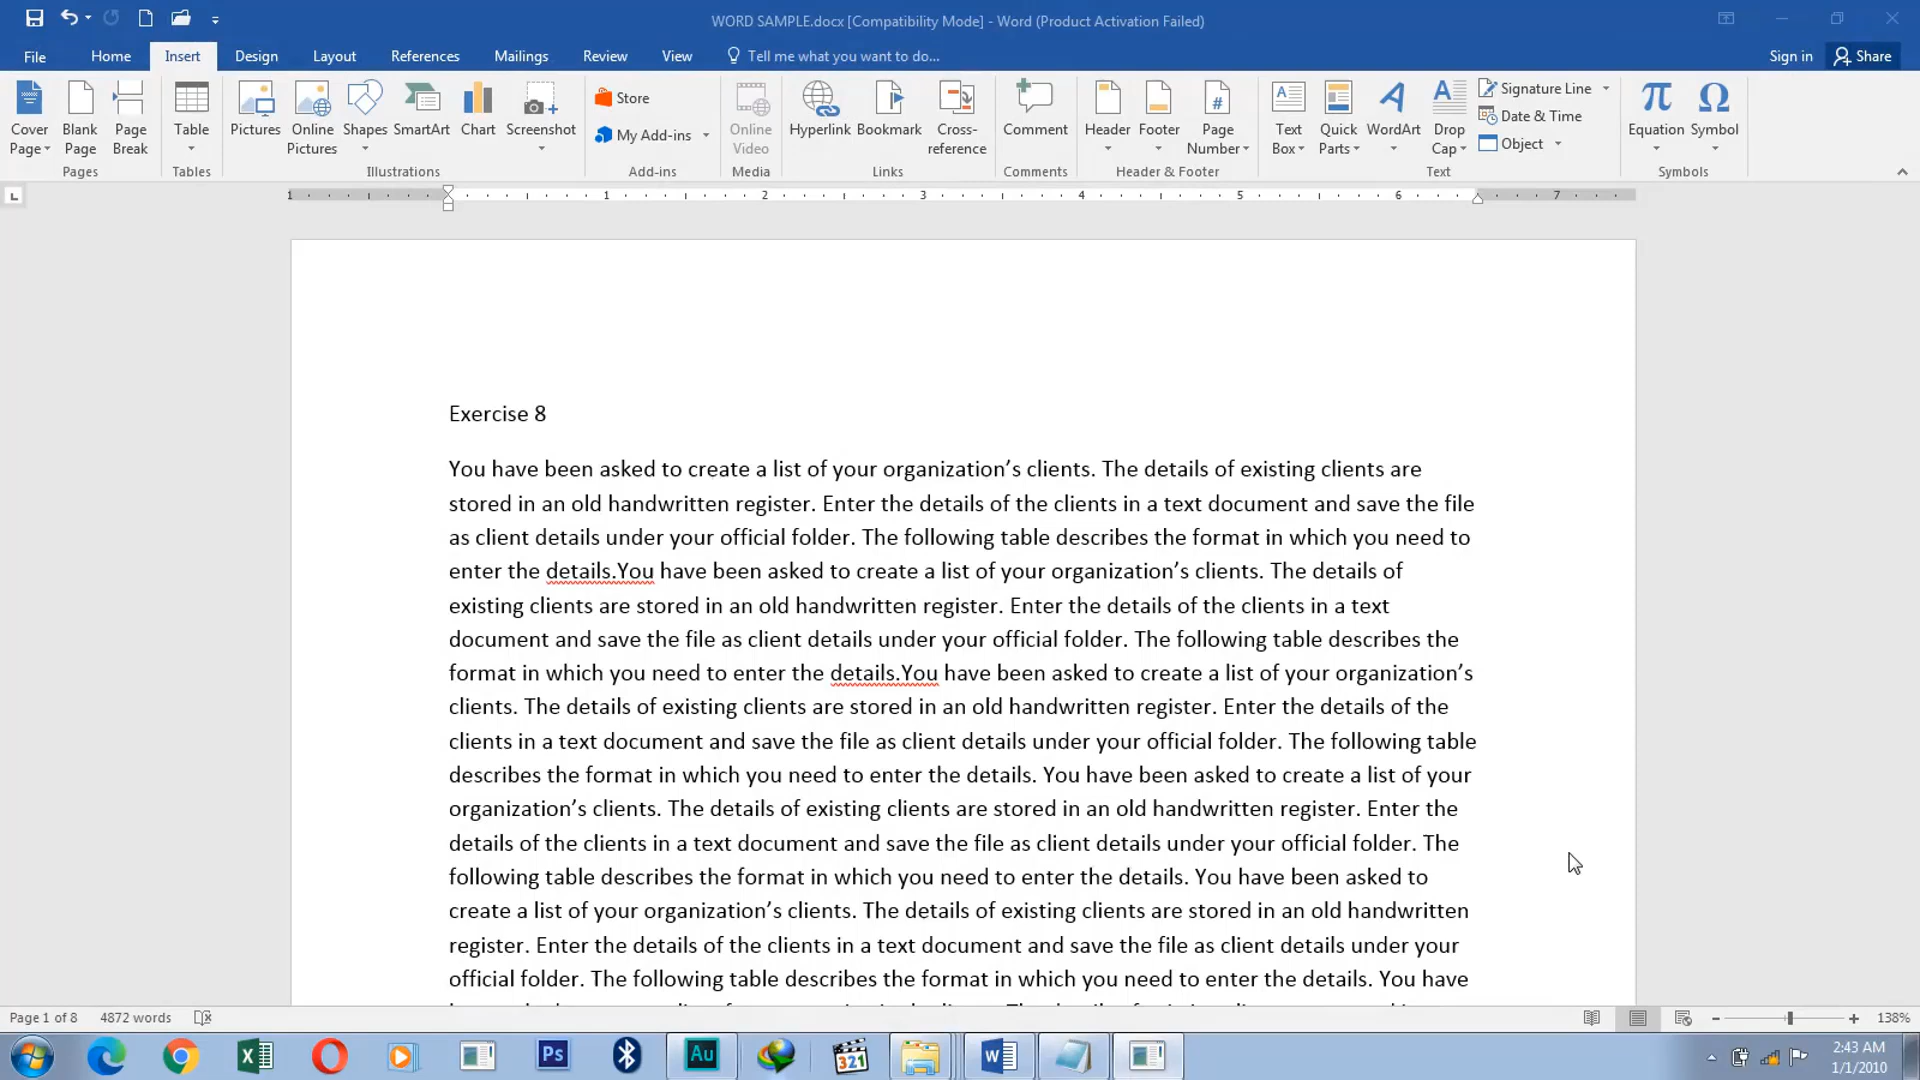 WORD SAMPLE.docx [Compatibility Mode] - Word (Product Activation Failed)
File Home Insert Design Layout References Mailings Review View Tell me what you want to do... Sign in Share
Cover Page
Blank Page
Page Break
Pages
Table
Tables
Pictures
Online Pictures
Shapes
SmartArt
Chart
Screenshot
Illustrations
Store
My Add-ins
Add-ins
Online Video
Media
Hyperlink
Bookmark
Cross-reference
Links
Comment
Comments
Header
Footer
Page Number
Header & Footer
Text Box
Quick Parts
WordArt
Drop Cap
Signature Line
Date & Time
Object
Text
Equation
Symbol
Symbols
L 1 1 2 3 4 5 6 7
Exercise 8
You have been asked to create a list of your organization’s clients. The details of existing clients are
stored in an old handwritten register. Enter the details of the clients in a text document and save the file
as client details under your official folder. The following table describes the format in which you need to
enter the details.You have been asked to create a list of your organization’s clients. The details of
existing clients are stored in an old handwritten register. Enter the details of the clients in a text
document and save the file as client details under your official folder. The following table describes the
format in which you need to enter the details.You have been asked to create a list of your organization’s
clients. The details of existing clients are stored in an old handwritten register. Enter the details of the
clients in a text document and save the file as client details under your official folder. The following table
describes the format in which you need to enter the details. You have been asked to create a list of your
organization’s clients. The details of existing clients are stored in an old handwritten register. Enter the
details of the clients in a text document and save the file as client details under your official folder. The
following table describes the format in which you need to enter the details. You have been asked to
create a list of your organization’s clients. The details of existing clients are stored in an old handwritten
register. Enter the details of the clients in a text document and save the file as client details under your
official folder. The following table describes the format in which you need to enter the details. You have
Page 1 of 8 4872 words 138%
Ps Au 321
2:43 AM
1/1/2010